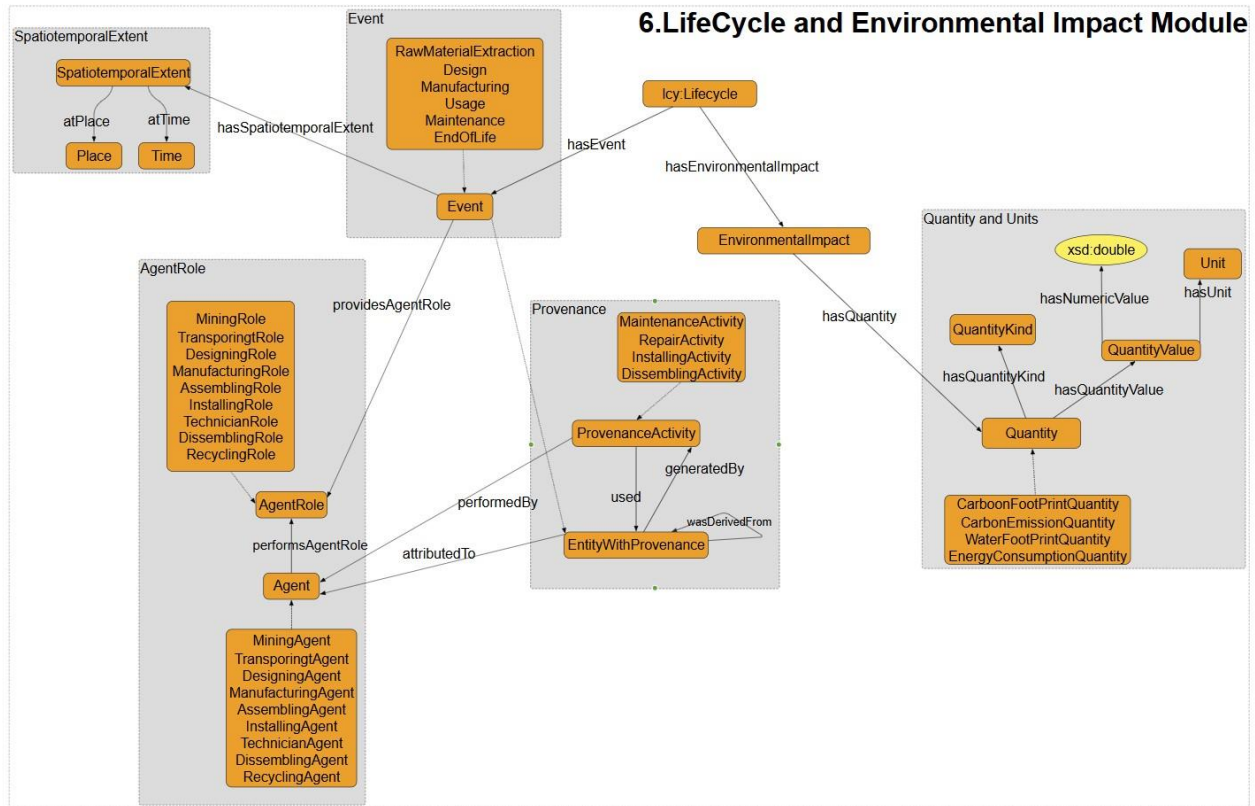 6.LifeCycle and Environmental Impact Module
SpatiotemporalExtent
SpatiotemporalExtent
atPlace
atTime
Place
Time
hasSpatiotemporalExtent
Event
RawMaterialExtraction
Design
Manufacturing
Usage
Maintenance
EndOfLife
Event
hasEvent
lcy:Lifecycle
hasEnvironmentalImpact
EnvironmentalImpact
hasQuantity
Quantity and Units
xsd:double
Unit
hasNumericValue
hasUnit
QuantityKind
QuantityValue
hasQuantityKind
hasQuantityValue
Quantity
CarboonFootPrintQuantity
CarbonEmissionQuantity
WaterFootPrintQuantity
EnergyConsumptionQuantity
AgentRole
providesAgentRole
MiningRole
TransporingtRole
DesigningRole
ManufacturingRole
AssemblingRole
InstallingRole
TechnicianRole
DissemblingRole
RecyclingRole
AgentRole
performsAgentRole
Agent
MiningAgent
TransporingtAgent
DesigningAgent
ManufacturingAgent
AssemblingAgent
InstallingAgent
TechnicianAgent
DissemblingAgent
RecyclingAgent
Provenance
MaintenanceActivity
RepairActivity
InstallingActivity
DissemblingActivity
ProvenanceActivity
generatedBy
used
performedBy
wasDerivedFrom
EntityWithProvenance
attributedTo